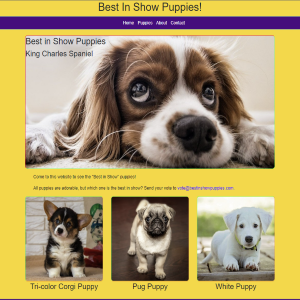 Best In Show Puppies!
Home Puppies About Contact
Best in Show Puppies
King Charles Spaniel
Come to this website to see the "Best in Show" puppies!
All puppies are adorable, but which one is the best in show? Send your vote to vote@bestinshowpuppies.com
Tri-color Corgi Puppy
Pug Puppy
White Puppy